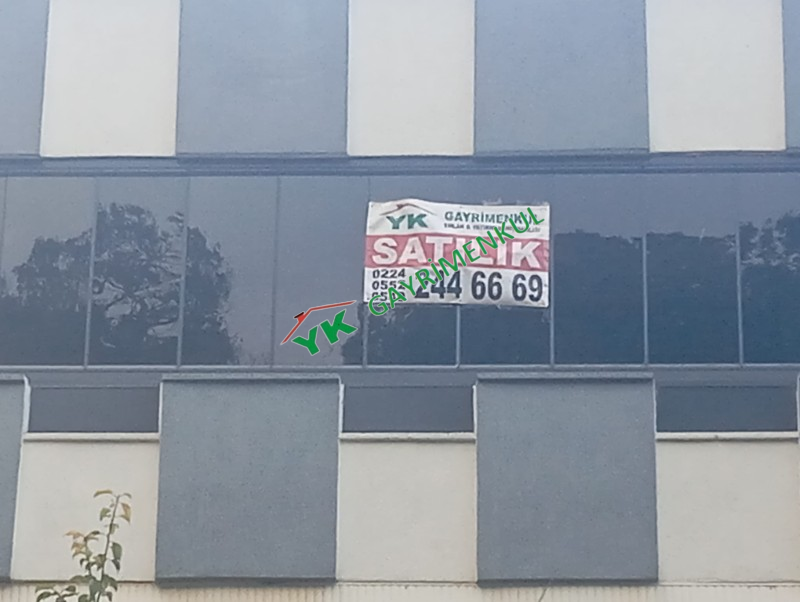 YK GAYRİMENKUL
SATILIK
0224
244 66 69
YK GAYRİMENKUL